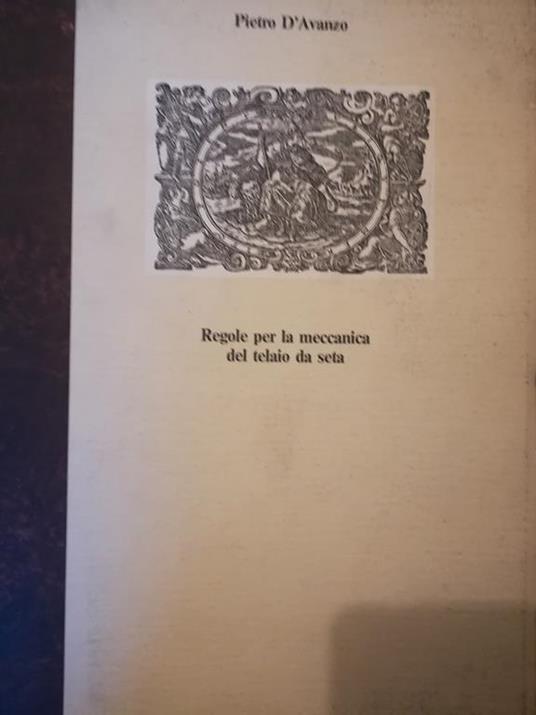 Pietro D'Avanzo
Regole per la meccanica
del telaio da seta